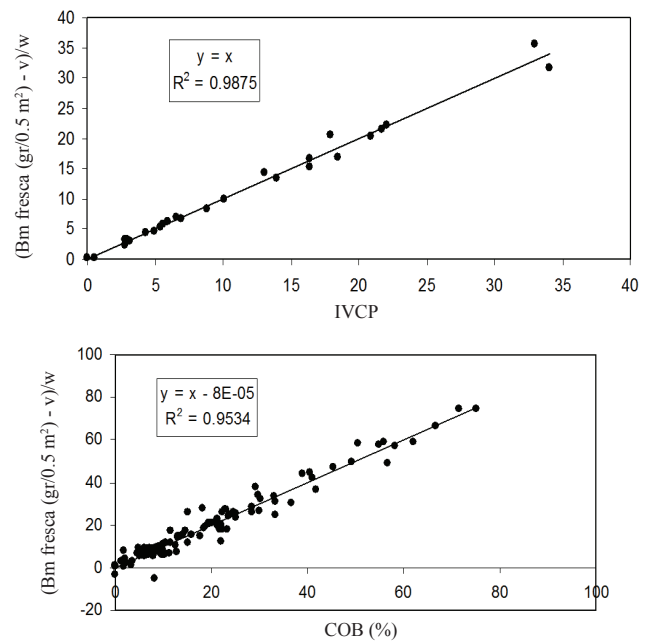 40
35
30
25
20
15
10
5
0
y = x
R² = 0.9875
(Bm fresca (gr/0.5 m²) - v)/w
0 5 10 15 20 25 30 35 40
IVCP
100
80
60
40
20
0
-20
y = x - 8E-05
R² = 0.9534
(Bm fresca (gr/0.5 m²) - v)/w
0 20 40 60 80 100
COB (%)